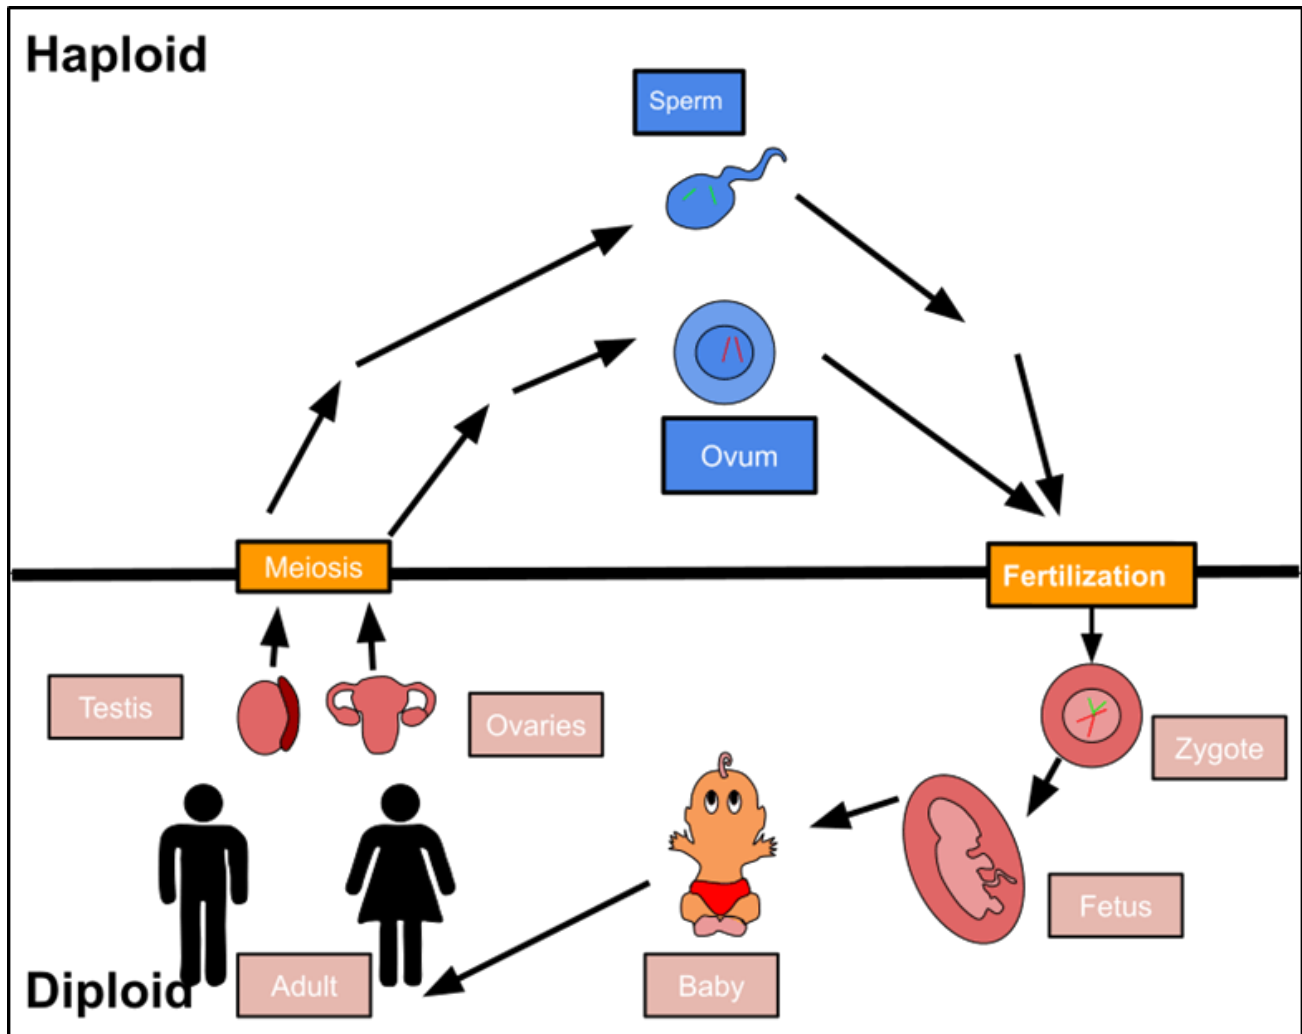 Haploid
Sperm
Ovum
Meiosis
Fertilization
Testis
Ovaries
Zygote
Fetus
Diploid
Adult
Baby